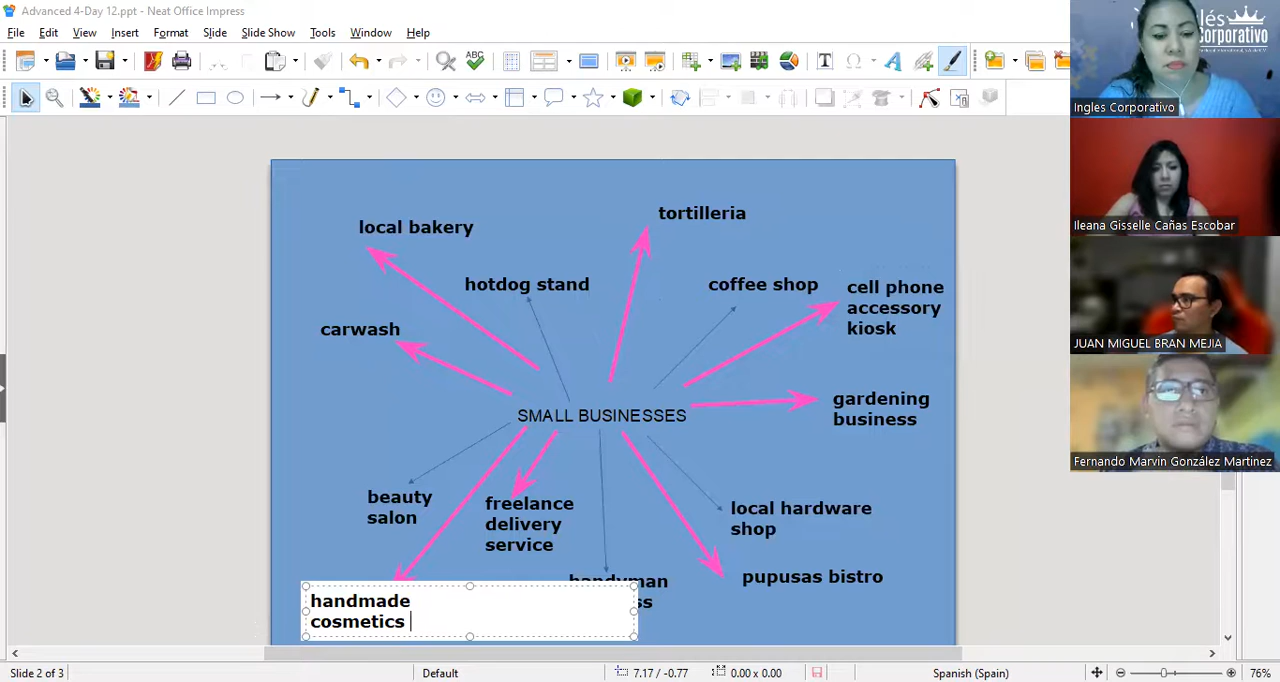 Advanced 4-Day 12.ppt - Neat Office Impress
File Edit View Insert Format Slide Slide Show Tools Window Help
local bakery
tortilleria
hotdog stand
coffee shop
cell phone
accessory
kiosk
carwash
gardening
business
SMALL BUSINESSES
beauty
salon
freelance
delivery
service
local hardware
shop
handyman
pupusas bistro
handmade
cosmetics
Slide 2 of 3
Default
7.17 / -0.77
0.00 x 0.00
Spanish (Spain)
76%
Ingles Corporativo
Ileana Gisselle Cañas Escobar
JUAN MIGUEL BRAN MEJIA
Fernando Marvin González Martinez